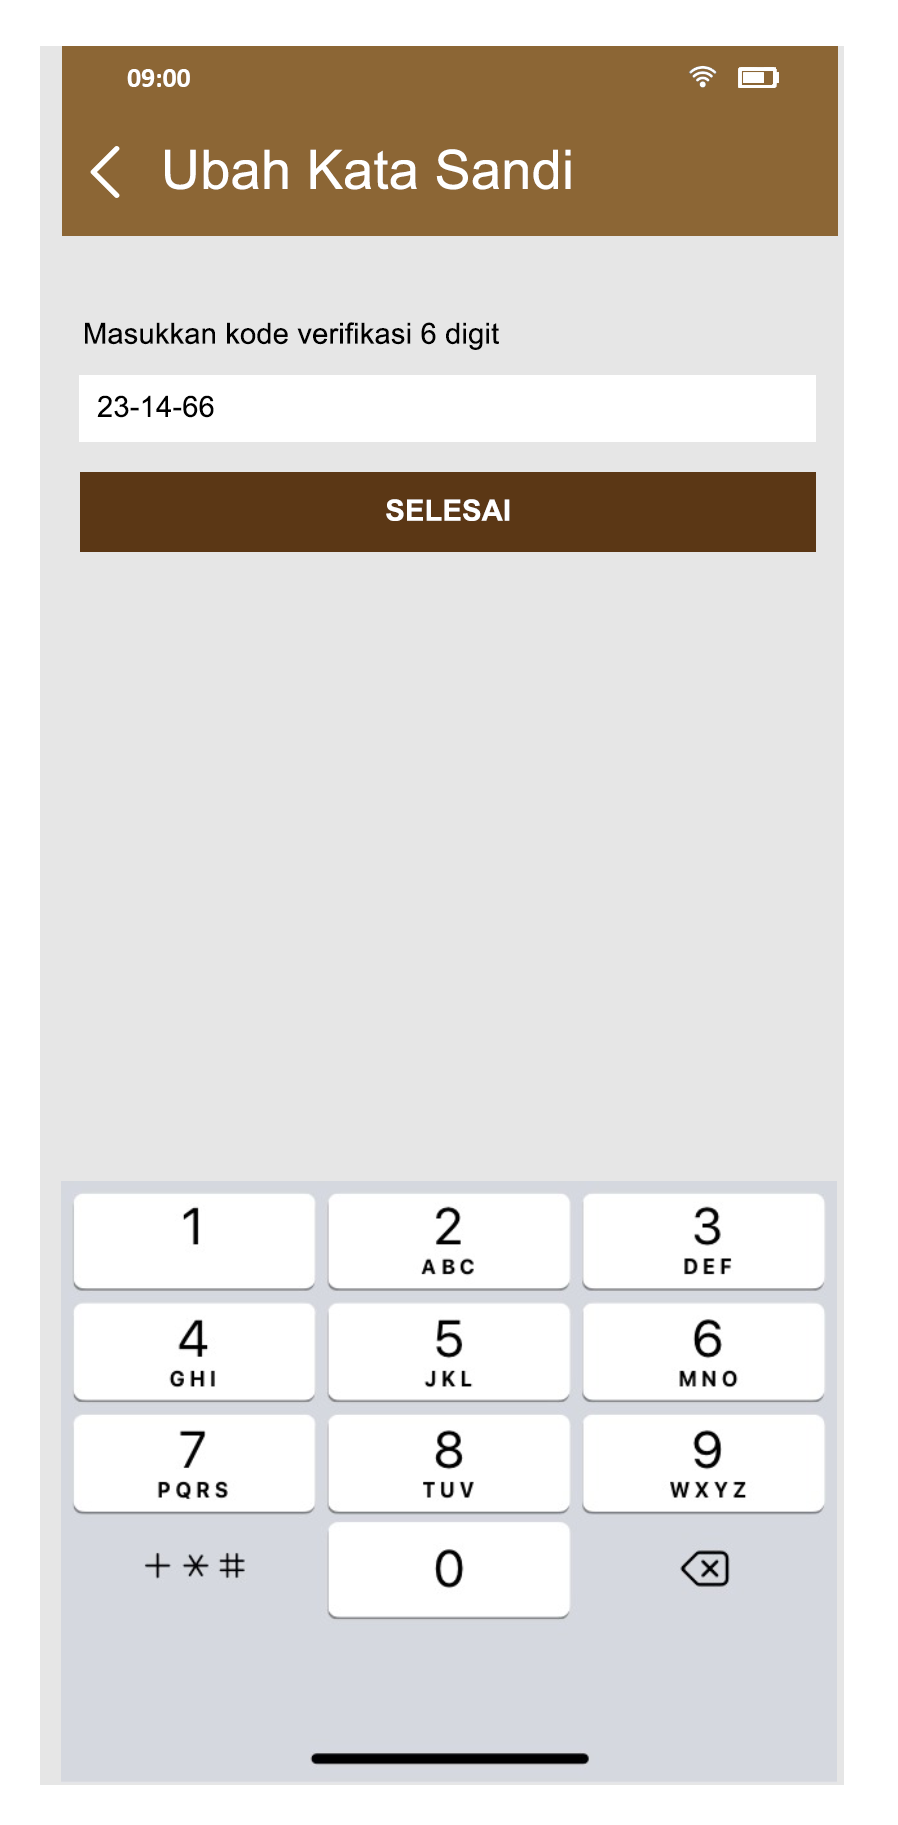 09:00
Ubah Kata Sandi
Masukkan kode verifikasi 6 digit
23-14-66
SELESAI
1 2 3
ABC DEF
4 5 6
GHI JKL MNO
7 8 9
PQRS TUV WXYZ
+ * # 0